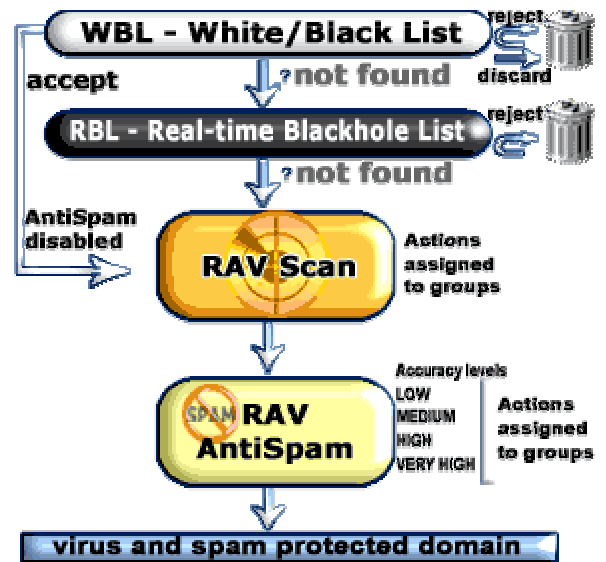 WBL - White/Black List
reject
discard
accept
? not found
RBL - Real-time Blackhole List
reject
? not found
AntiSpam
disabled
RAV Scan
Actions
assigned
to groups
SPAM
RAV
AntiSpam
Accuracy levels
LOW
MEDIUM
HIGH
VERY HIGH
Actions
assigned
to groups
virus and spam protected domain